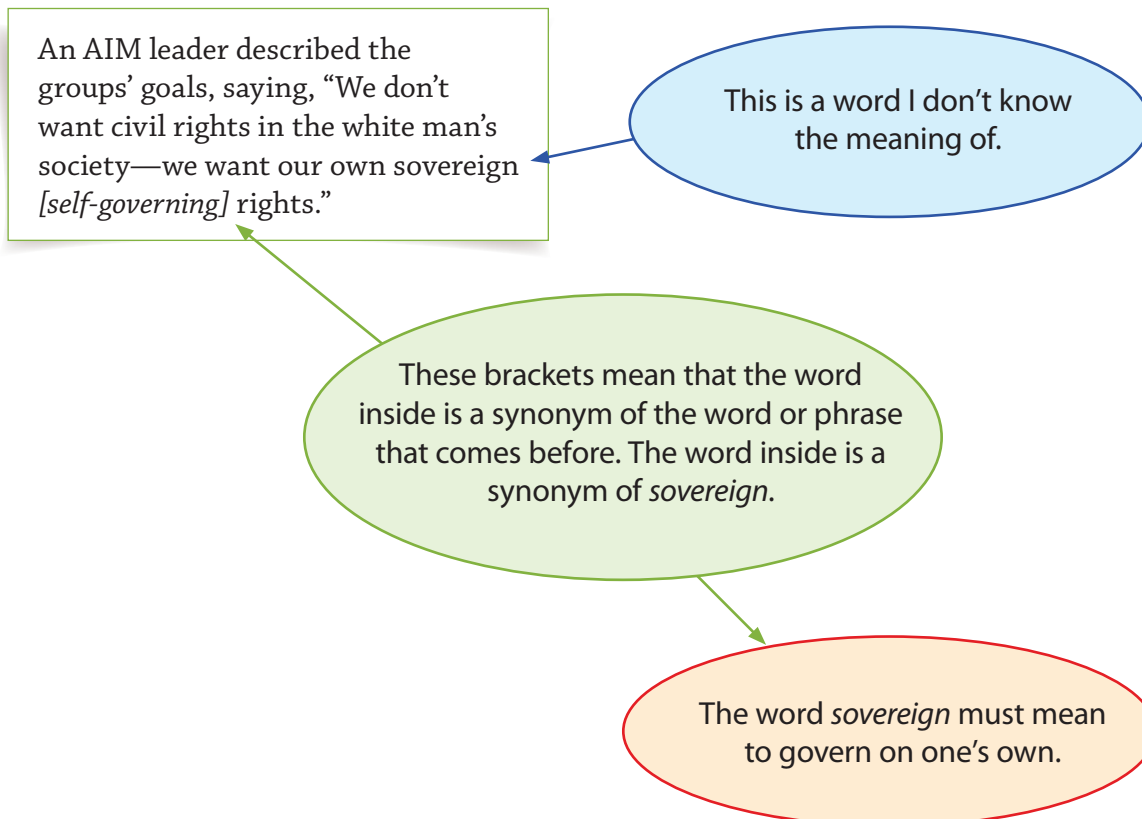 An AIM leader described the
groups’ goals, saying, “We don’t
want civil rights in the white man’s
society—we want our own sovereign
[self-governing] rights.”
This is a word I don’t know
the meaning of.
These brackets mean that the word
inside is a synonym of the word or phrase
that comes before. The word inside is a
synonym of sovereign.
The word sovereign must mean
to govern on one’s own.